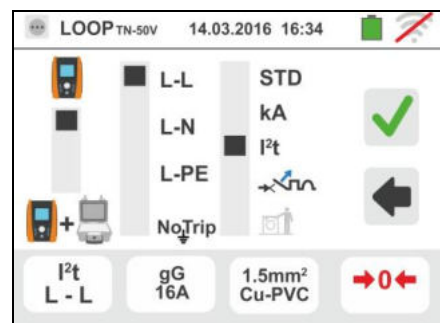 LOOP TN-50V 14.03.2016 16:34
L-L STD
L-N kA
I²t
L-PE
+
NoTrip
I²t gG 1.5mm² →0←
L - L 16A Cu-PVC